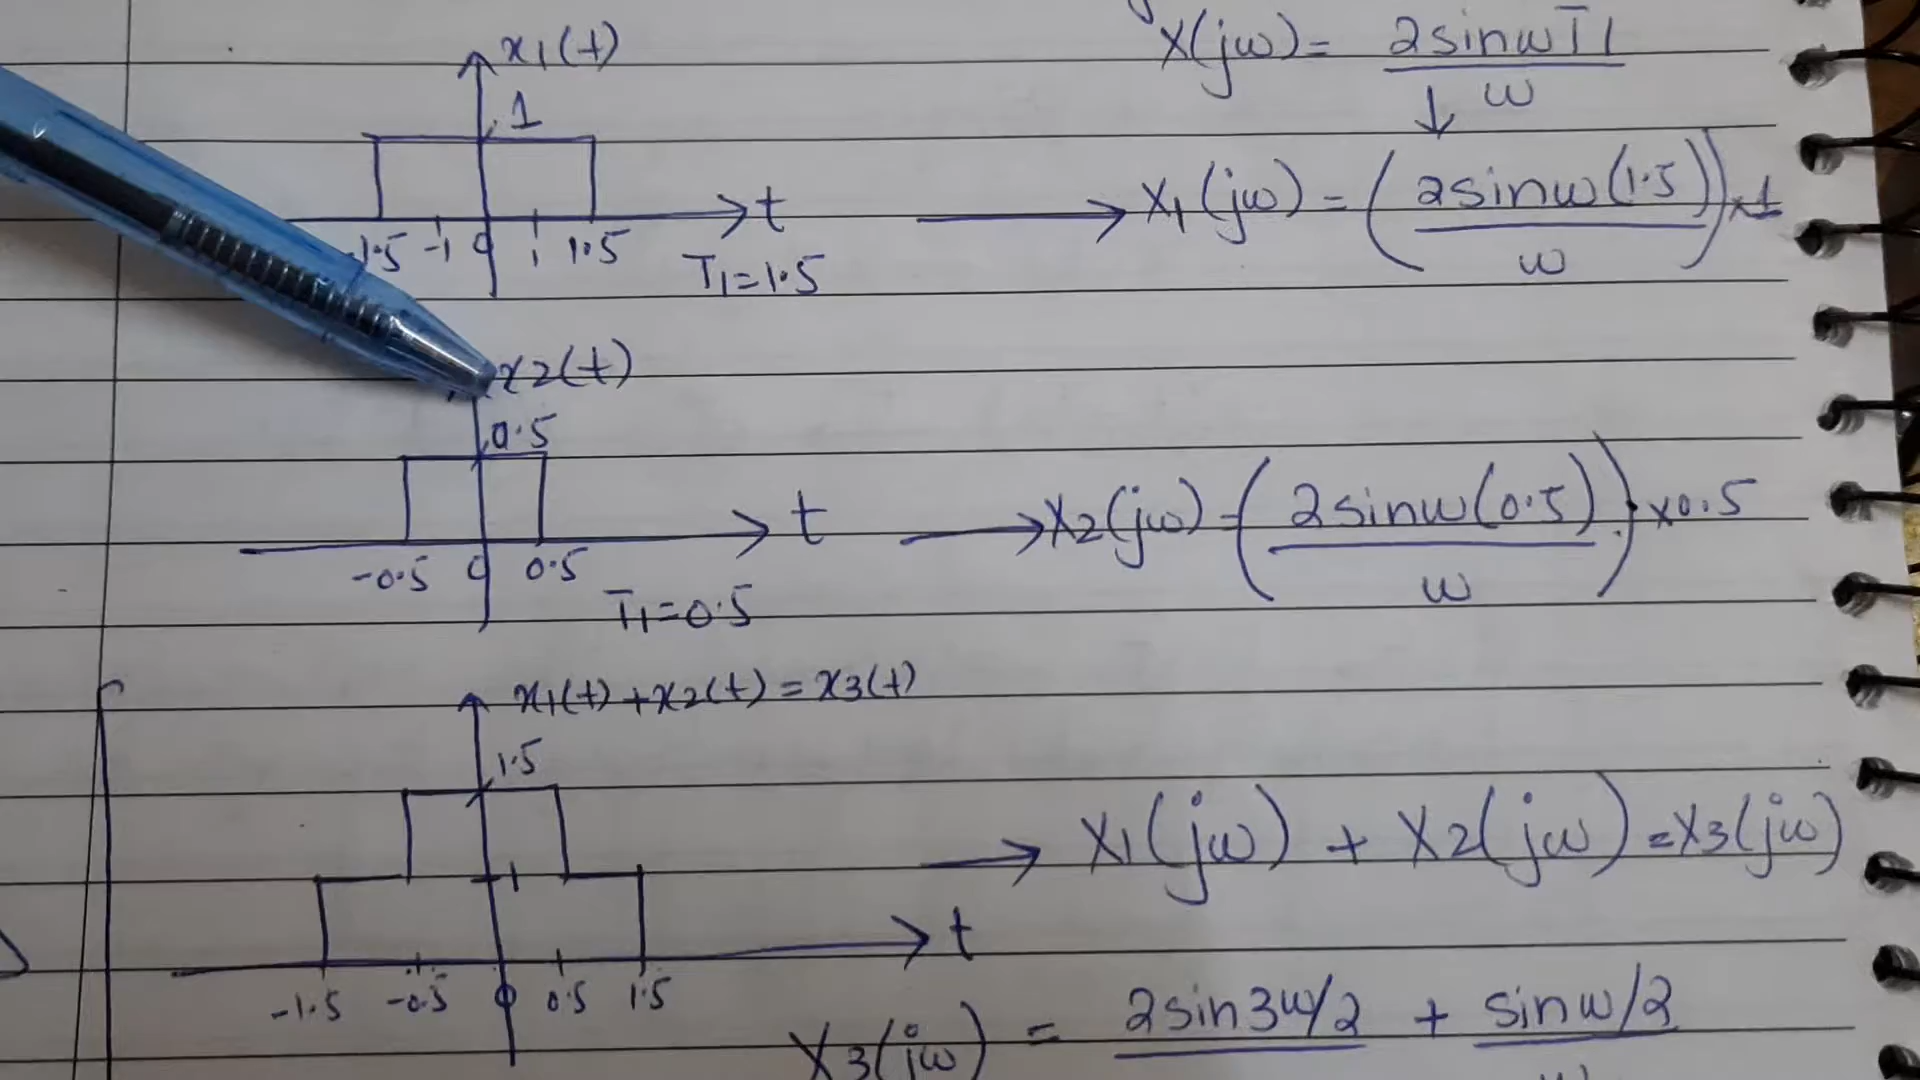 x1(t)
X(jω) = 2sinωT1 / ω
1
↓
-1.5 -1 0 1 1.5
→ t
T1=1.5
→ X1(jω) = (2sinω(1.5) / ω) ×1
x2(t)
0.5
-0.5 0 0.5
→ t
T1=0.5
→ X2(jω) = (2sinω(0.5) / ω) ×0.5
x1(t)+x2(t)=x3(t)
1.5
1
→ X1(jω) + X2(jω) = X3(jω)
→ t
-1.5 -0.5 0 0.5 1.5
X3(jω) = 2sin3ω/2 + sinω/2
ω